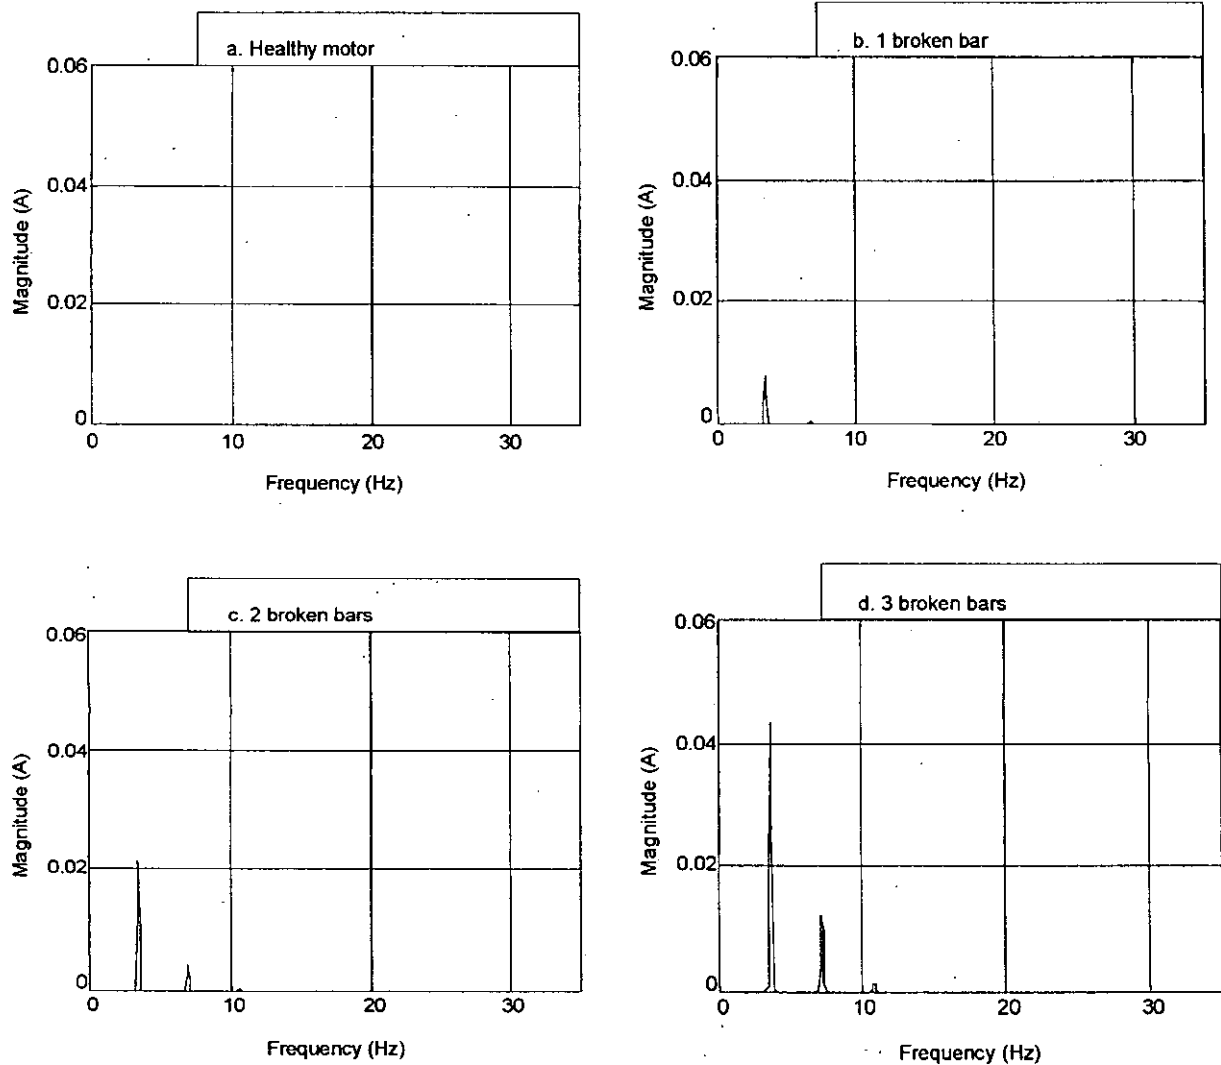 a. Healthy motor
0.06
0.04
0.02
0
0 10 20 30
Magnitude (A)
Frequency (Hz)
b. 1 broken bar
0.06
0.04
0.02
0
0 10 20 30
Magnitude (A)
Frequency (Hz)
c. 2 broken bars
0.06
0.04
0.02
0
0 10 20 30
Magnitude (A)
Frequency (Hz)
d. 3 broken bars
0.06
0.04
0.02
0
0 10 20 30
Magnitude (A)
Frequency (Hz)